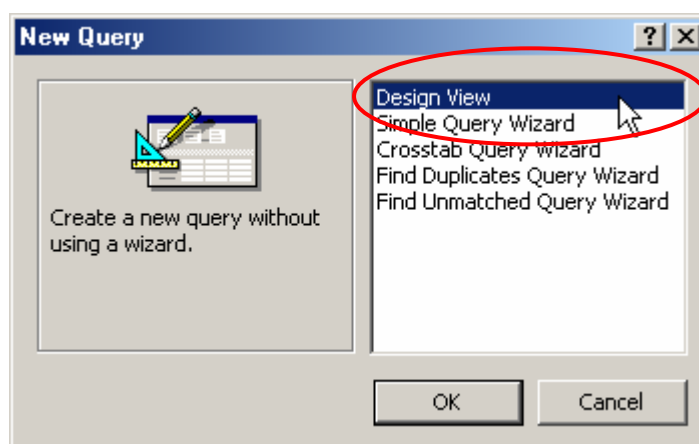 New Query
Create a new query without
using a wizard.
Design View
Simple Query Wizard
Crosstab Query Wizard
Find Duplicates Query Wizard
Find Unmatched Query Wizard
OK
Cancel